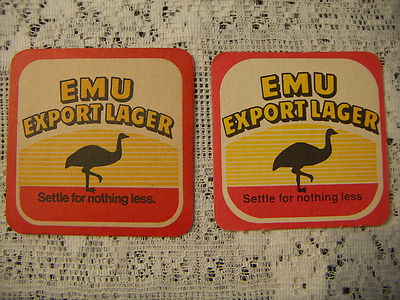 EMU
EXPORT LAGER
Settle for nothing less.
EMU
EXPORT LAGER
Settle for nothing less